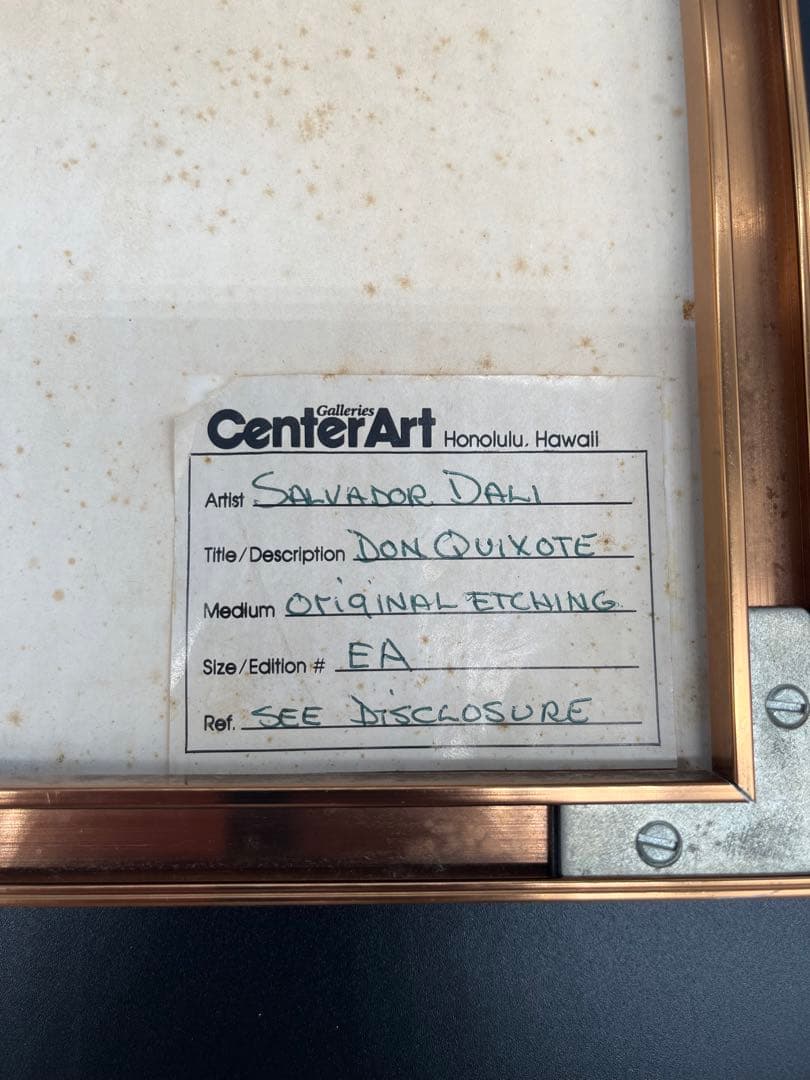 Galleries
CenterArt Honolulu, Hawaii
Artist SALVADOR DALI
Title/Description DON QUIXOTE
Medium OriGINAL ETCHING
Size/Edition # EA
Ref. SEE DISCLOSURE